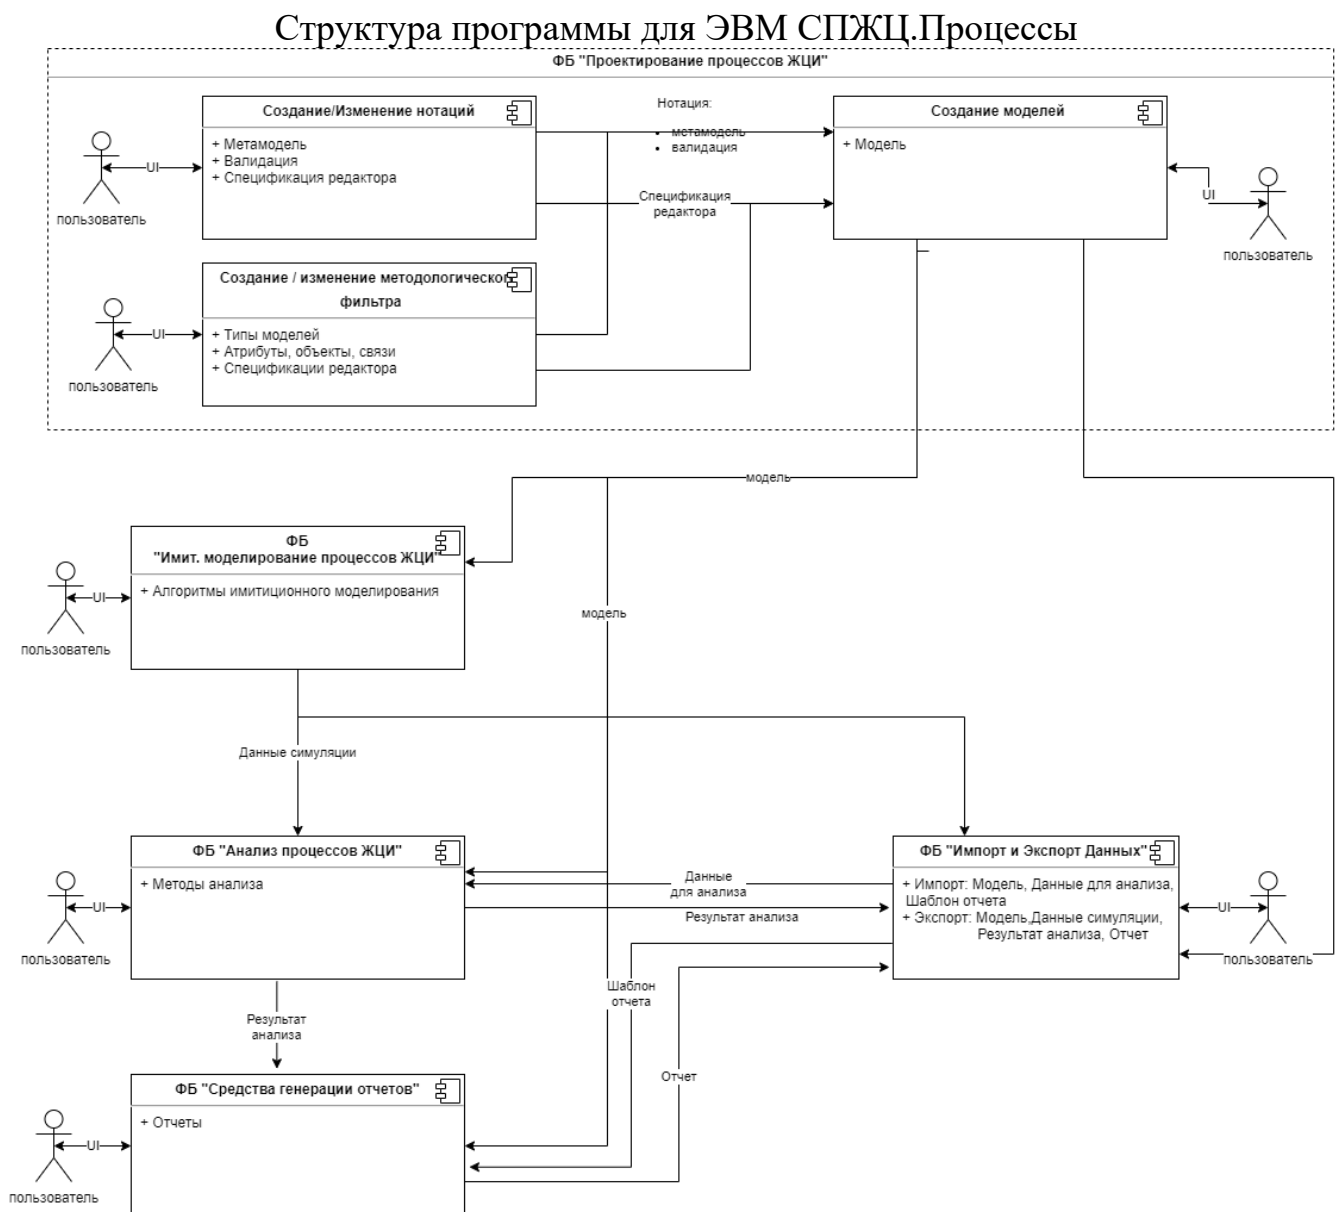 Структура программы для ЭВМ СПЖЦ.Процессы
ФБ "Проектирование процессов ЖЦИ"
Создание/Изменение нотаций
+ Метамодель
+ Валидация
+ Спецификация редактора
UI
пользователь
Нотация:
• метамодель
• валидация
Спецификация
редактора
Создание моделей
+ Модель
UI
пользователь
Создание / изменение методологического
фильтра
+ Типы моделей
+ Атрибуты, объекты, связи
+ Спецификации редактора
UI
пользователь
модель
ФБ
"Имит. моделирование процессов ЖЦИ"
+ Алгоритмы имитиционного моделирования
UI
пользователь
модель
Данные симуляции
ФБ "Анализ процессов ЖЦИ"
+ Методы анализа
UI
пользователь
Данные
для анализа
Результат анализа
ФБ "Импорт и Экспорт Данных"
+ Импорт: Модель, Данные для анализа,
Шаблон отчета
+ Экспорт: Модель,Данные симуляции,
Результат анализа, Отчет
UI
пользователь
Шаблон
отчета
Результат
анализа
Отчет
ФБ "Средства генерации отчетов"
+ Отчеты
UI
пользователь